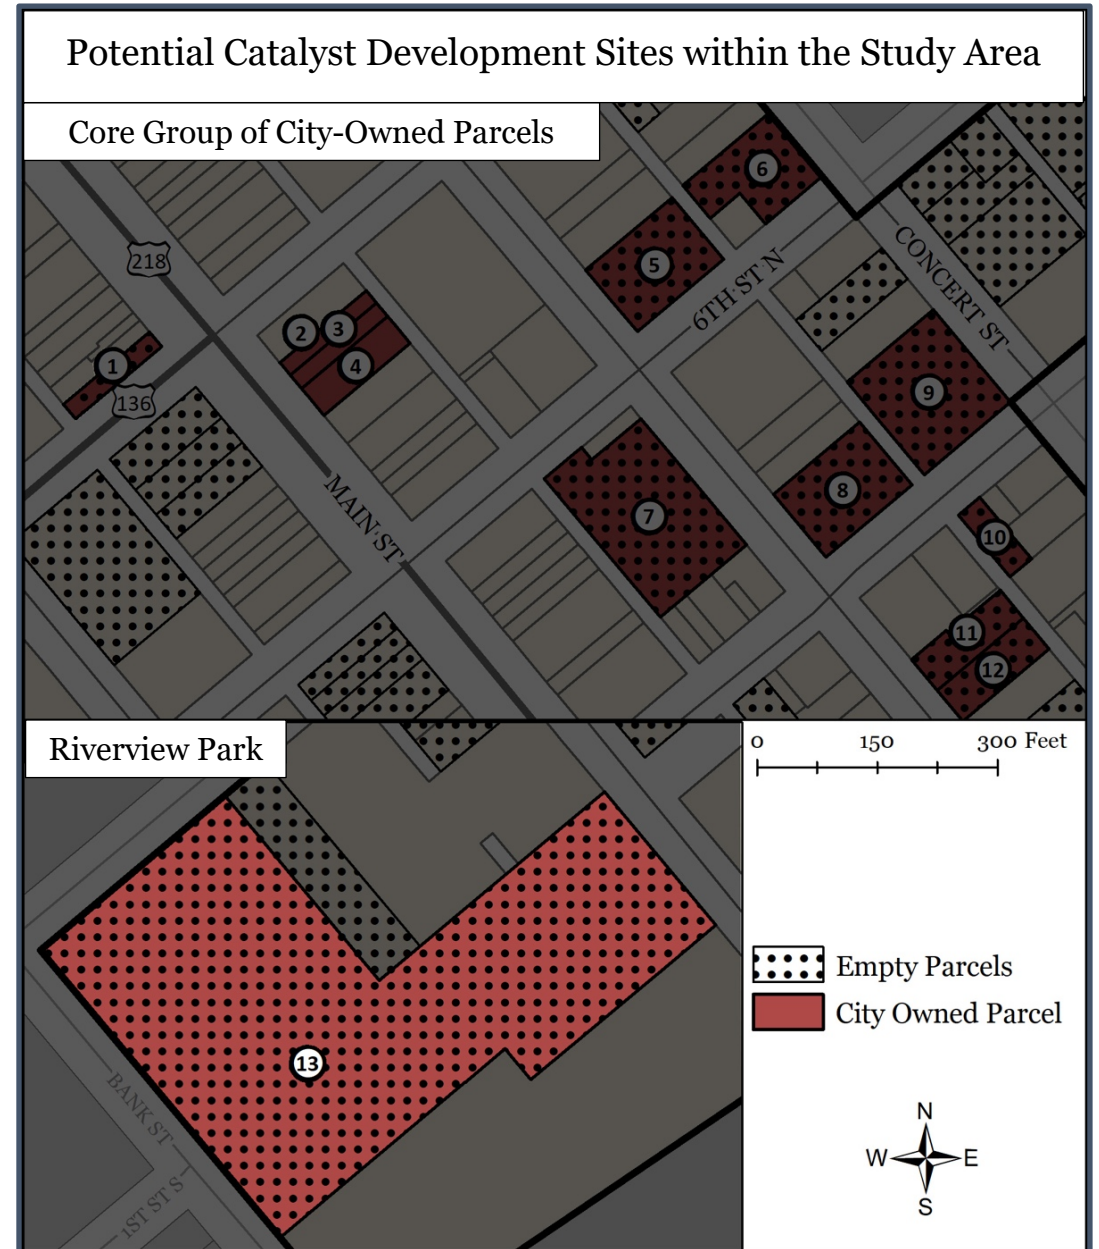 Potential Catalyst Development Sites within the Study Area
Core Group of City-Owned Parcels
218
136
1
2
3
4
5
6
6TH ST N
CONCERT ST
MAIN ST
7
8
9
10
11
12
Riverview Park
13
BANK ST
1ST ST S
0 150 300 Feet
Empty Parcels
City Owned Parcel
N
W E
S